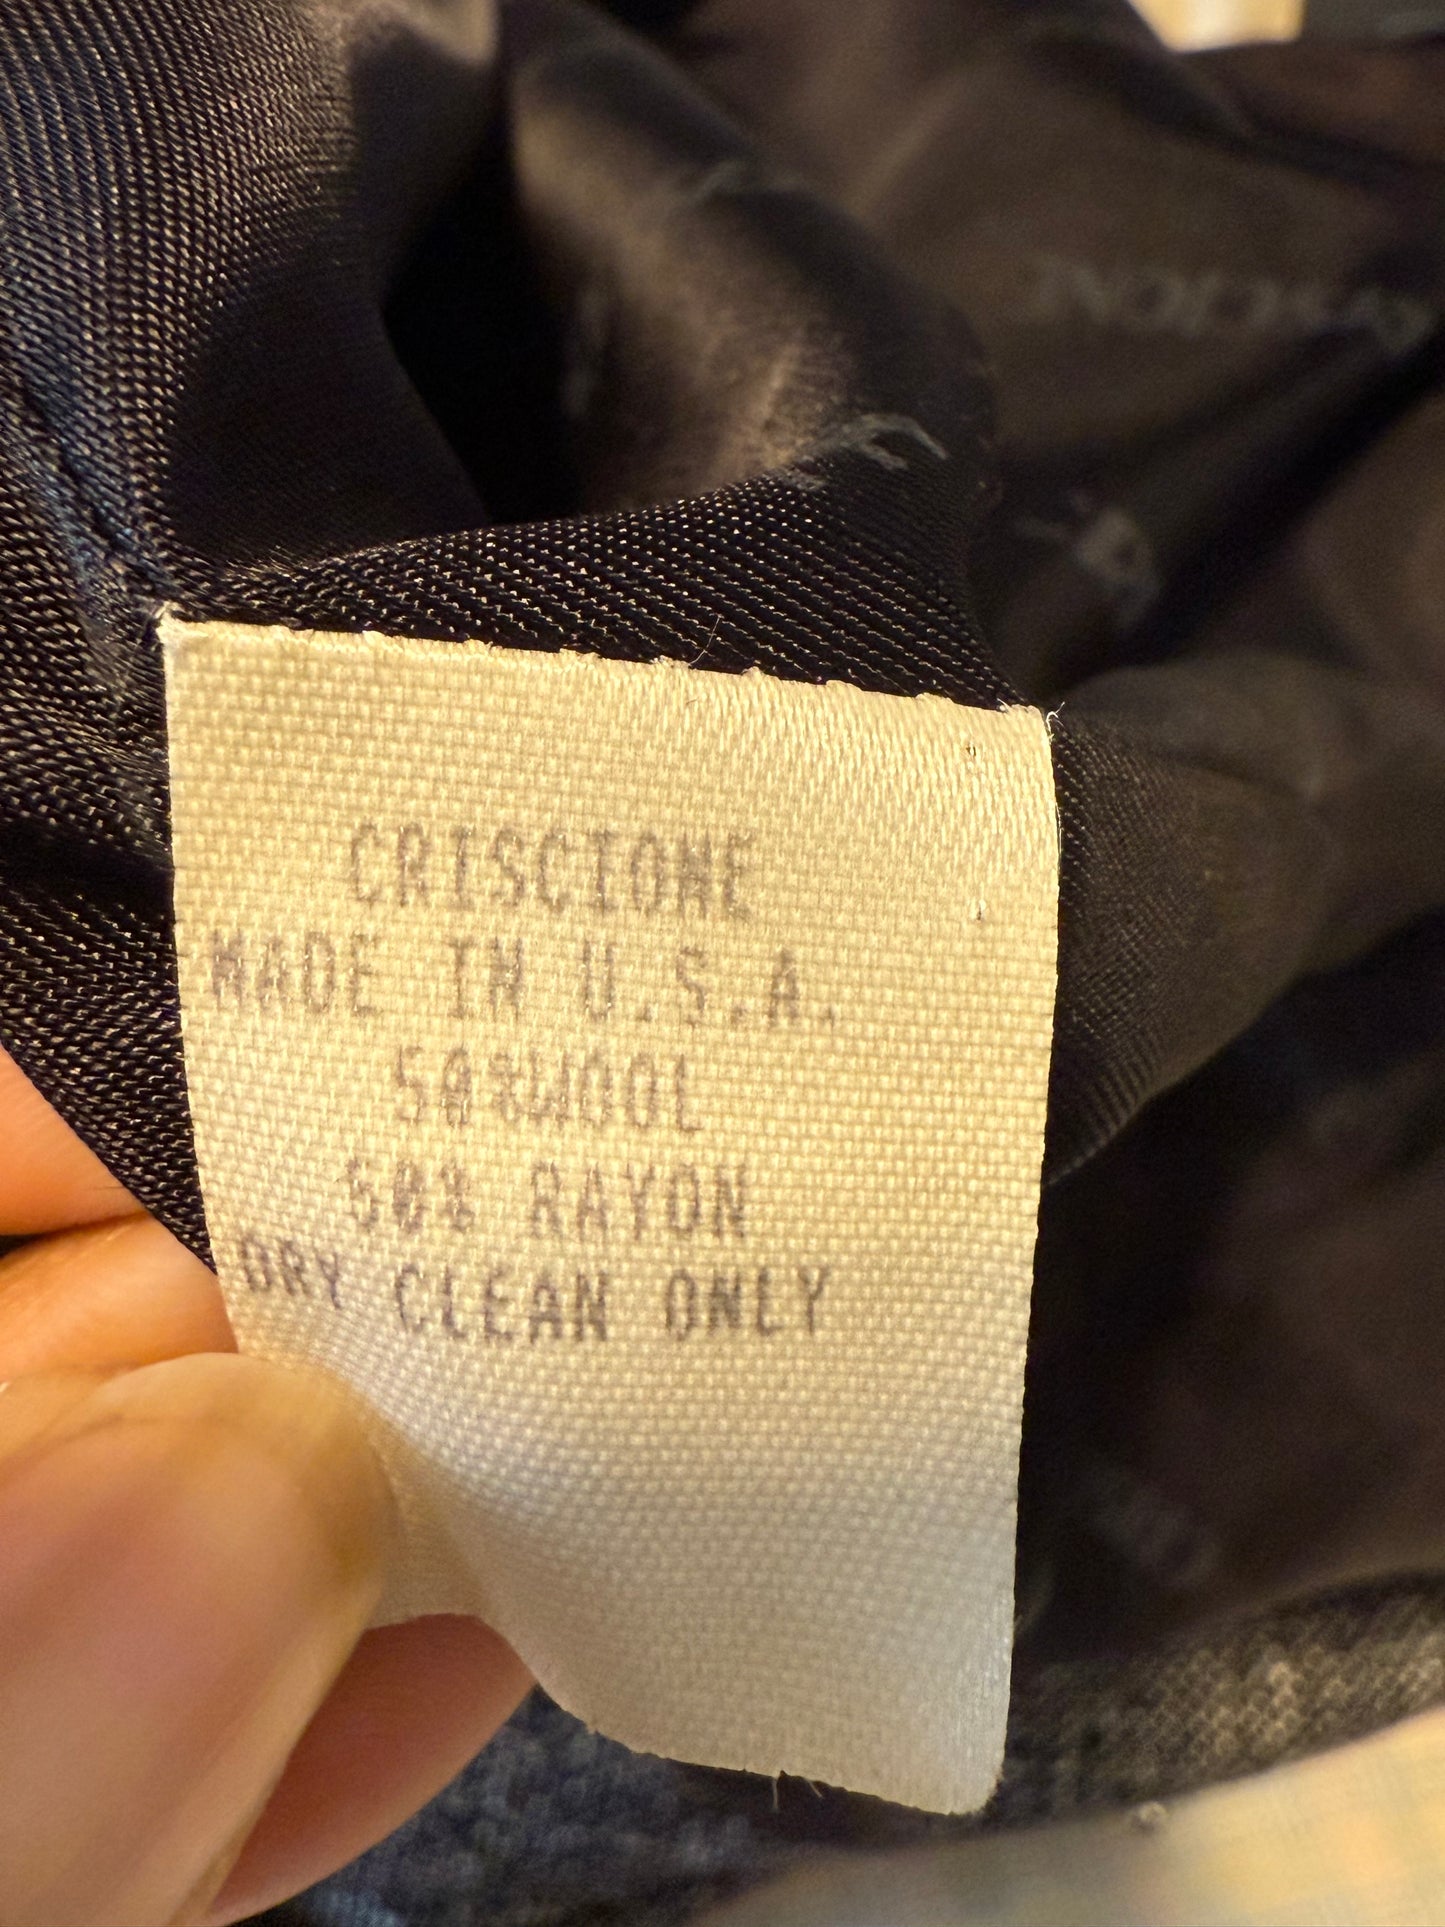 CRISCIONE
MADE IN U.S.A.
50%WOOL
50% RAYON
DRY CLEAN ONLY